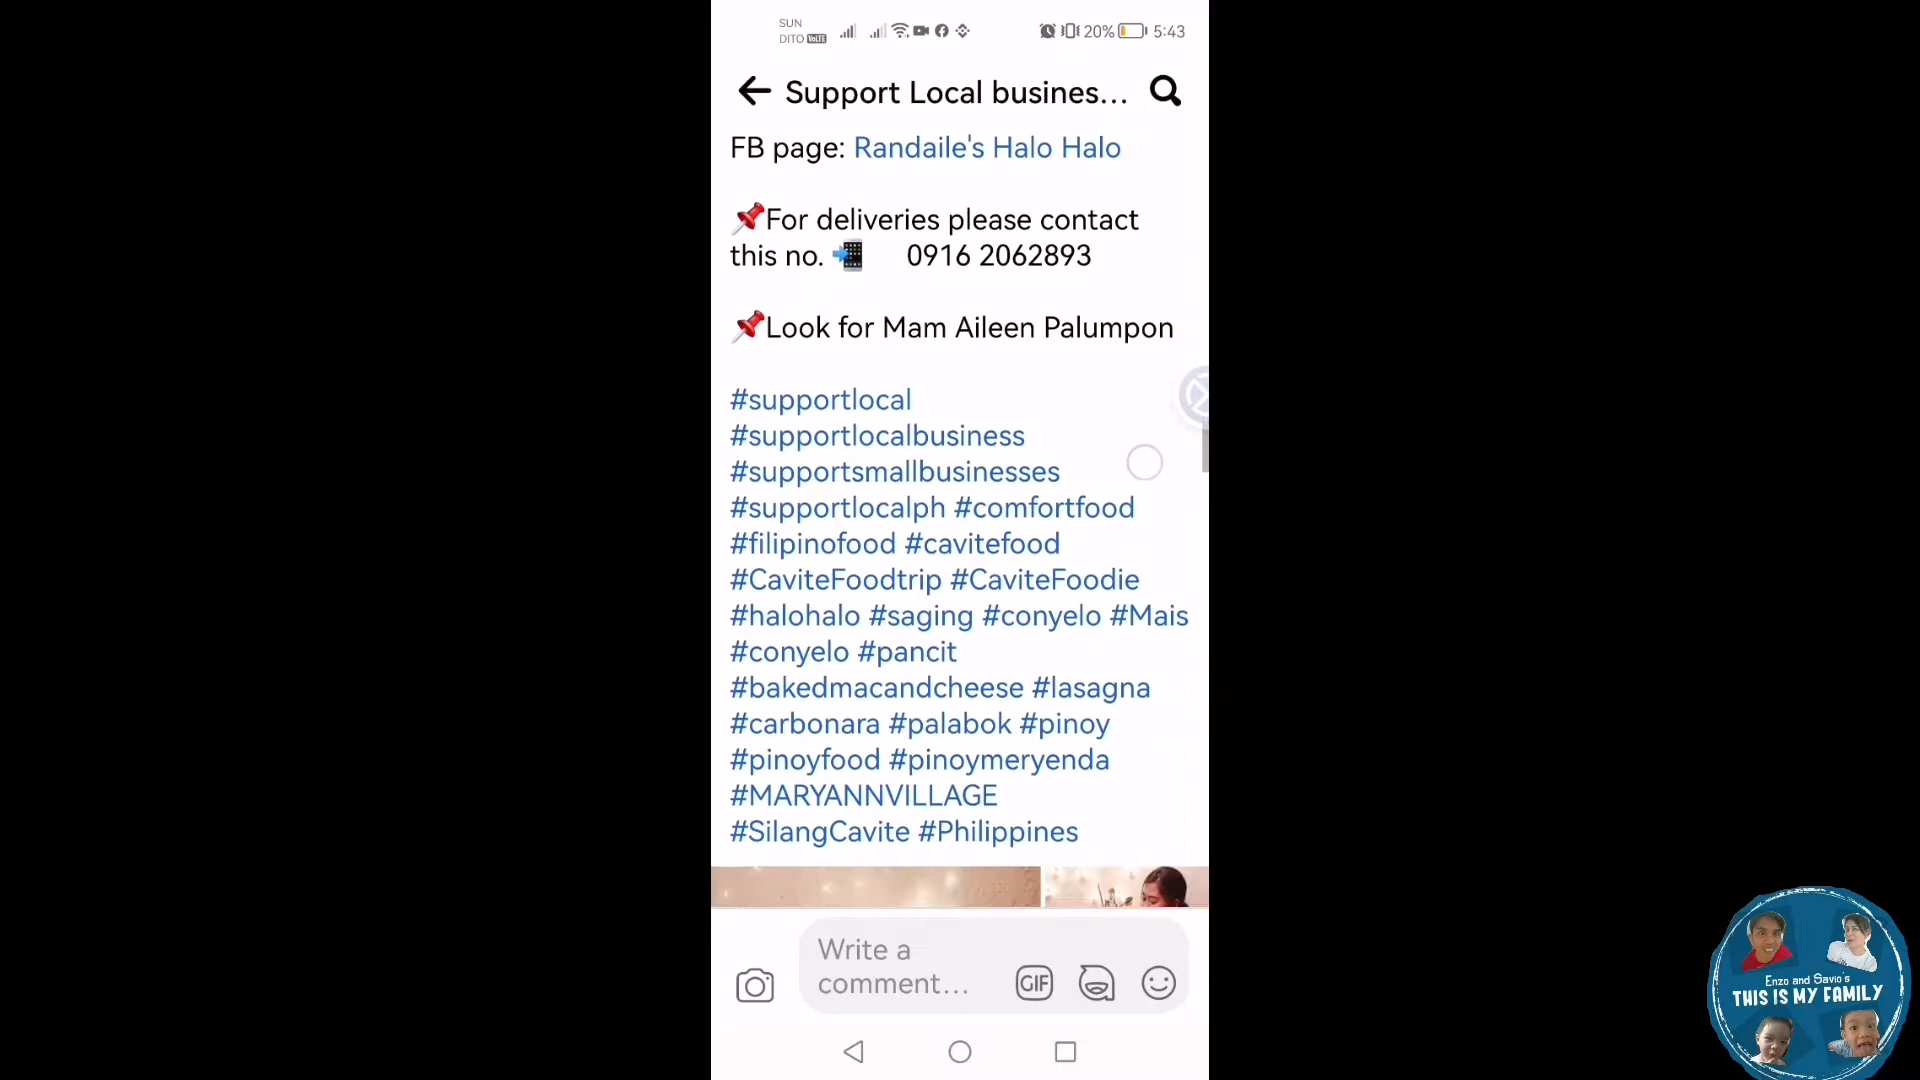 SUN
DITO VoLTE
20% 5:43
Support Local busines...
FB page: Randaile's Halo Halo
📌For deliveries please contact
this no. 📲 0916 2062893
📌Look for Mam Aileen Palumpon
#supportlocal
#supportlocalbusiness
#supportsmallbusinesses
#supportlocalph #comfortfood
#filipinofood #cavitefood
#CaviteFoodtrip #CaviteFoodie
#halohalo #saging #conyelo #Mais
#conyelo #pancit
#bakedmacandcheese #lasagna
#carbonara #palabok #pinoy
#pinoyfood #pinoymeryenda
#MARYANNVILLAGE
#SilangCavite #Philippines
Write a
comment...
GIF
Enzo and Savio's
THIS IS MY FAMILY